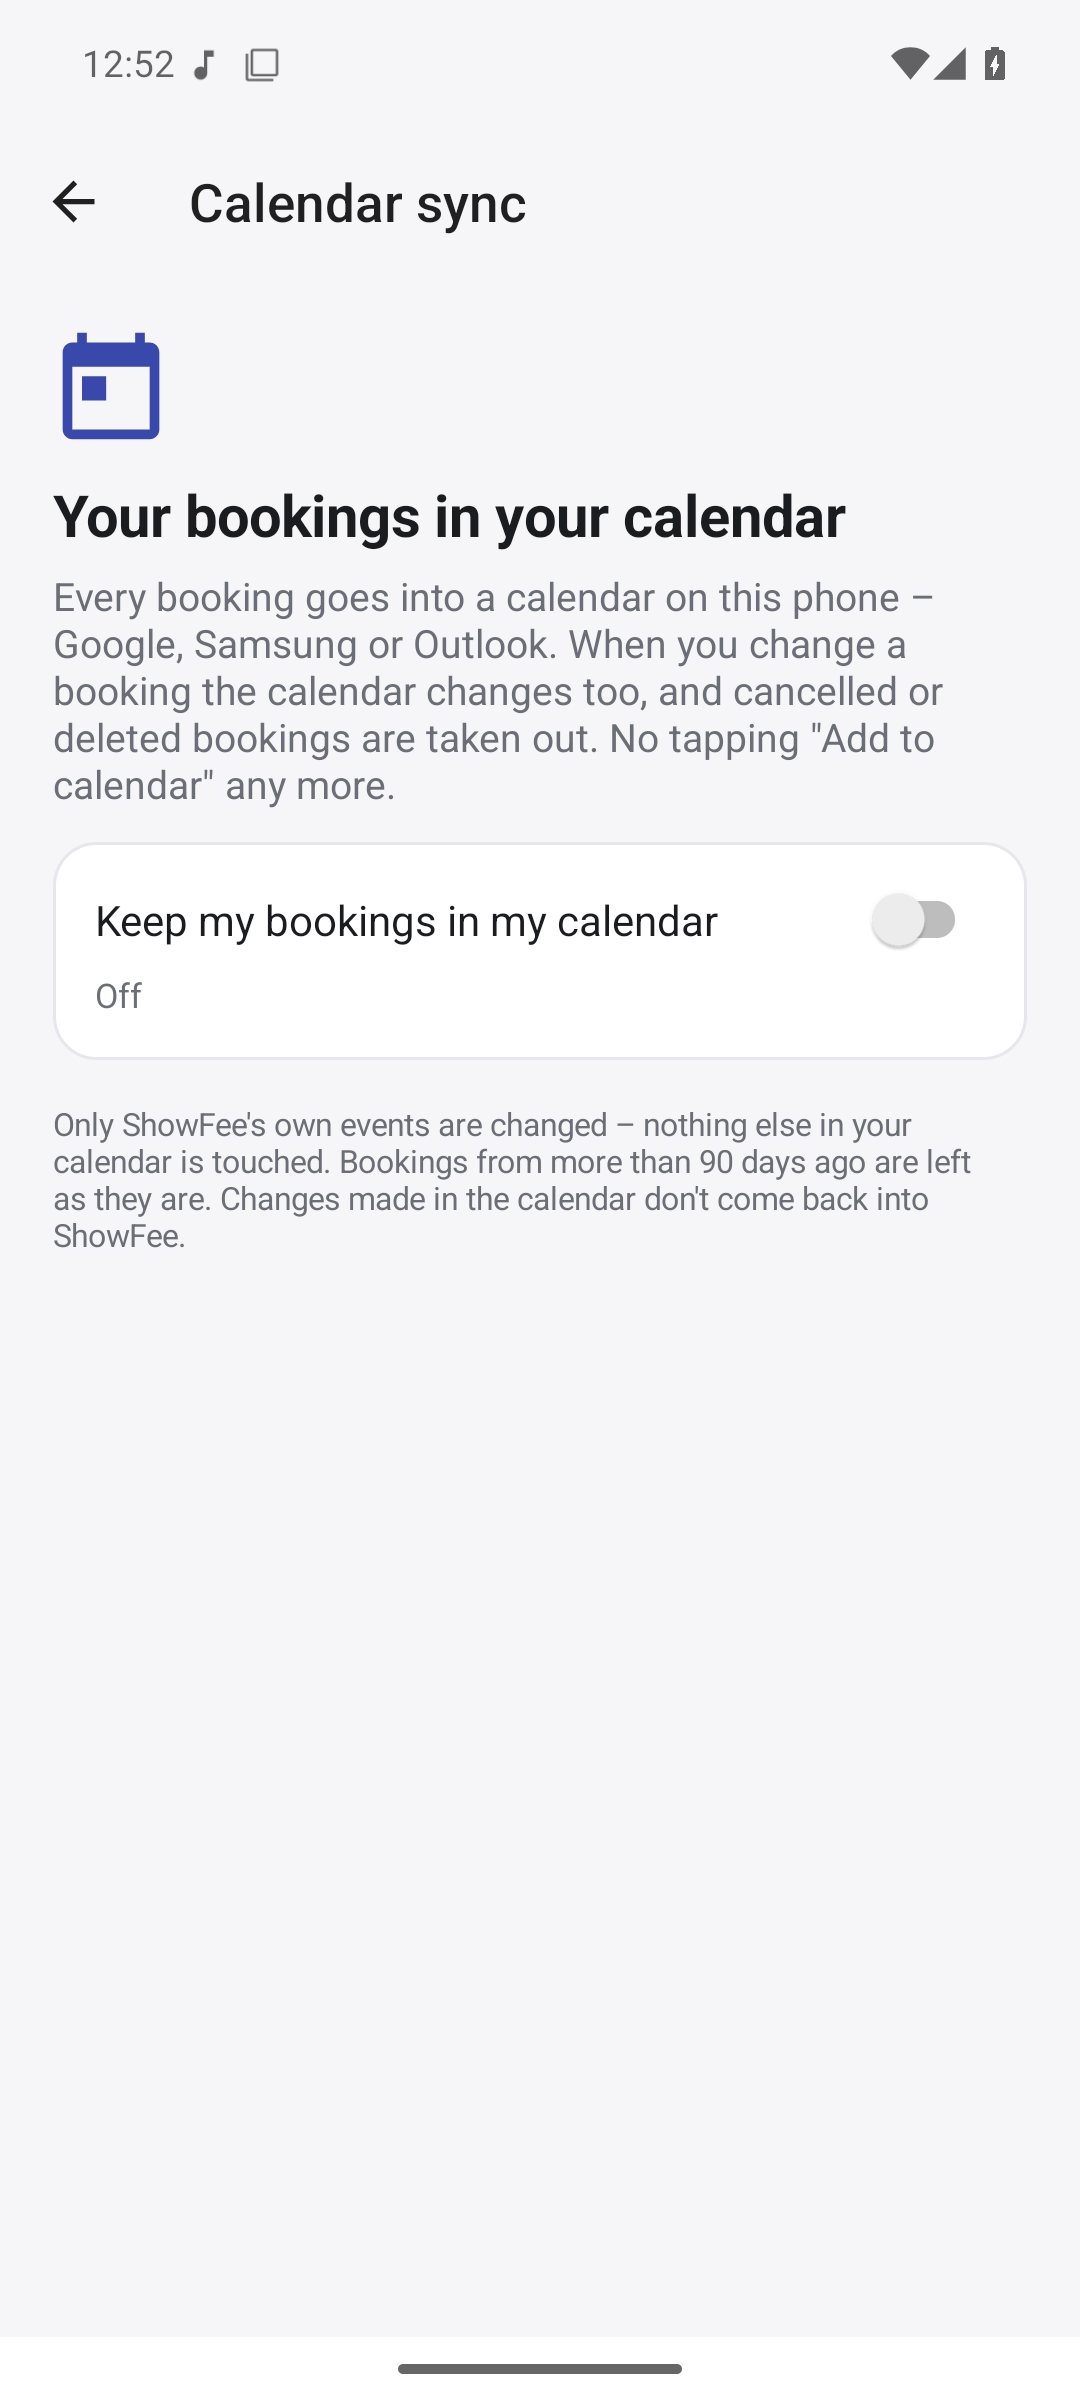 12:52
Calendar sync
Your bookings in your calendar
Every booking goes into a calendar on this phone –
Google, Samsung or Outlook. When you change a
booking the calendar changes too, and cancelled or
deleted bookings are taken out. No tapping "Add to
calendar" any more.
Keep my bookings in my calendar
Off
Only ShowFee's own events are changed – nothing else in your
calendar is touched. Bookings from more than 90 days ago are left
as they are. Changes made in the calendar don't come back into
ShowFee.